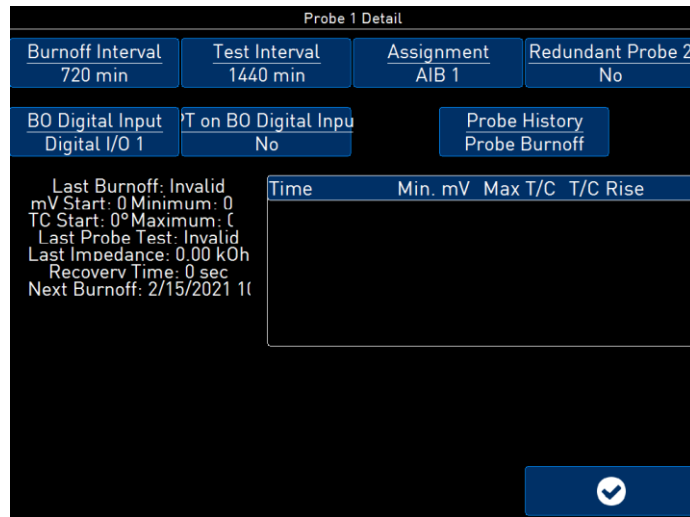 Probe 1 Detail
Burnoff Interval
720 min
Test Interval
1440 min
Assignment
AIB 1
Redundant Probe 2
No
BO Digital Input
Digital I/O 1
PT on BO Digital Inpu
No
Probe History
Probe Burnoff
Last Burnoff: Invalid
mV Start: 0 Minimum: 0
TC Start: 0° Maximum: (
Last Probe Test: Invalid
Last Impedance: 0.00 kOh
Recovery Time: 0 sec
Next Burnoff: 2/15/2021 1(
Time Min. mV Max T/C T/C Rise